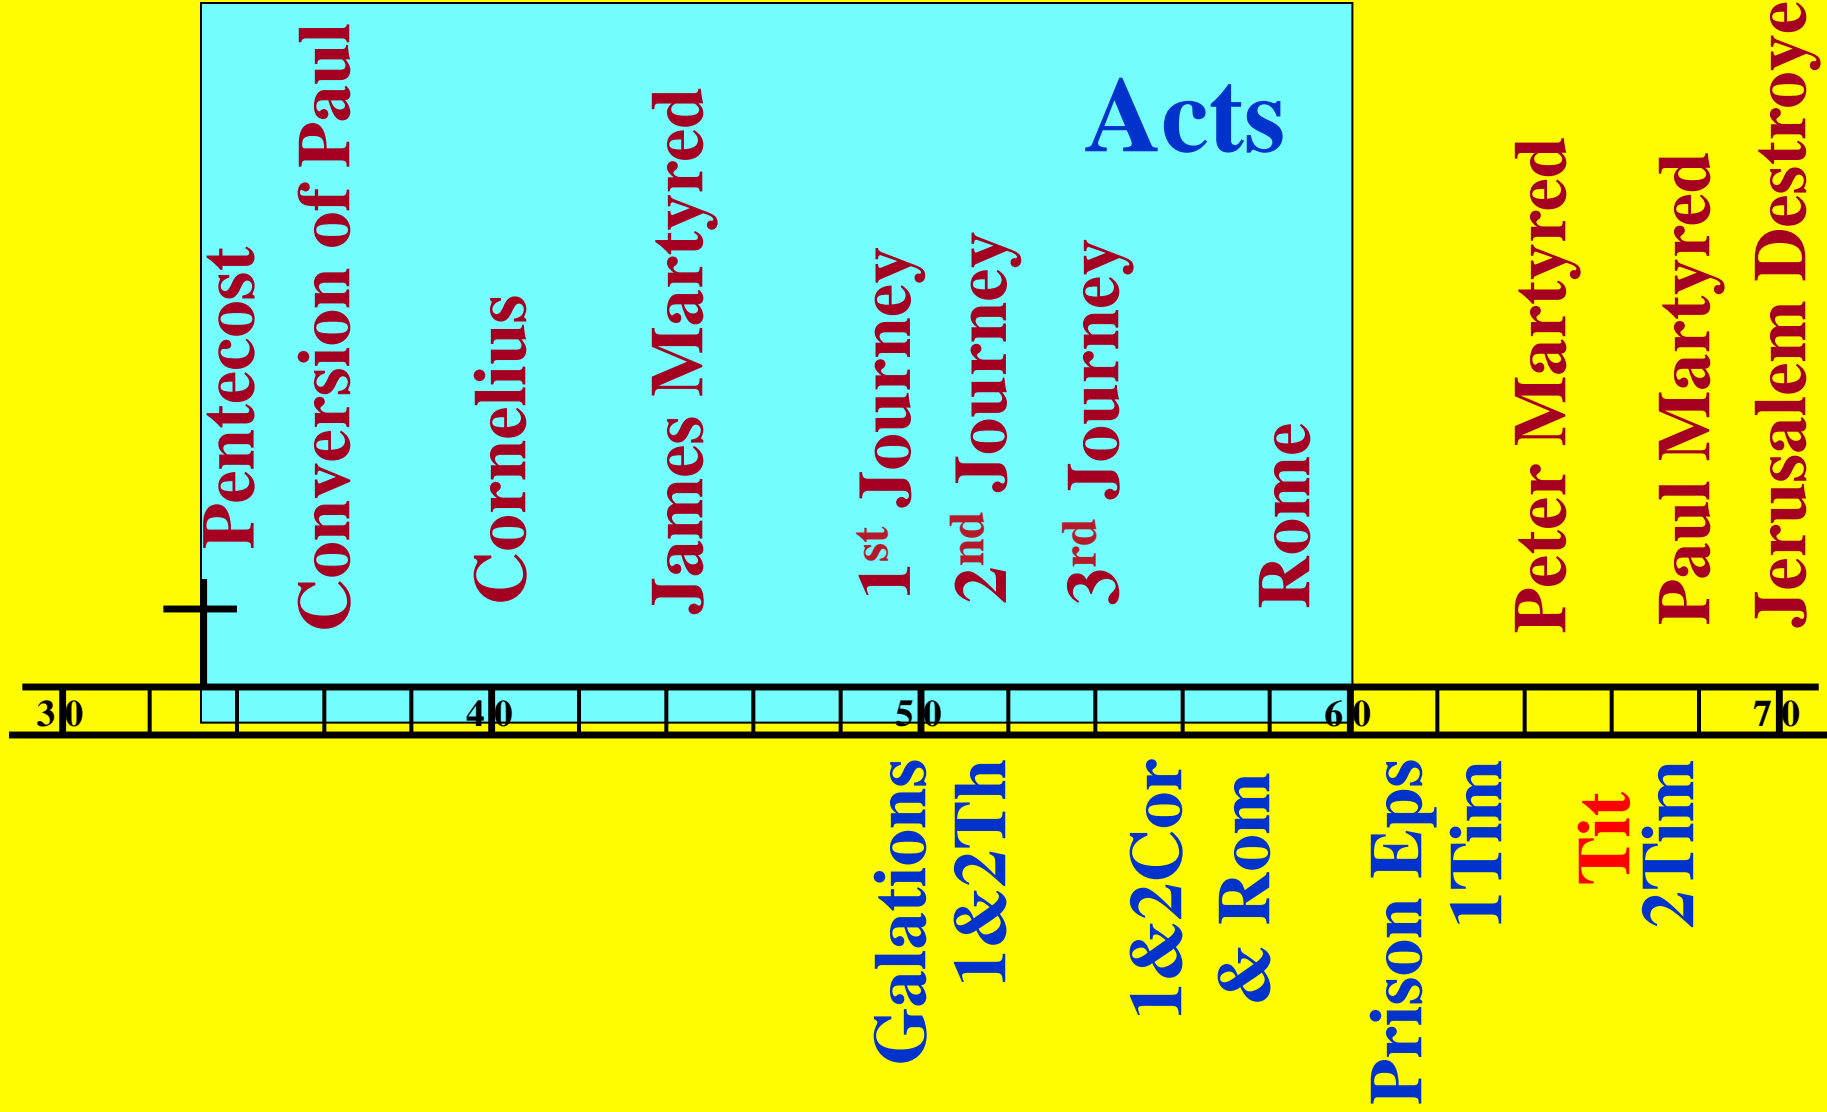 Acts
Pentecost
Conversion of Paul
Cornelius
James Martyred
1st Journey
2nd Journey
3rd Journey
Rome
Peter Martyred
Paul Martyred
Jerusalem Destroye
30
40
50
60
70
Galations
1&2Th
1&2Cor
& Rom
Prison Eps
1Tim
Tit
2Tim